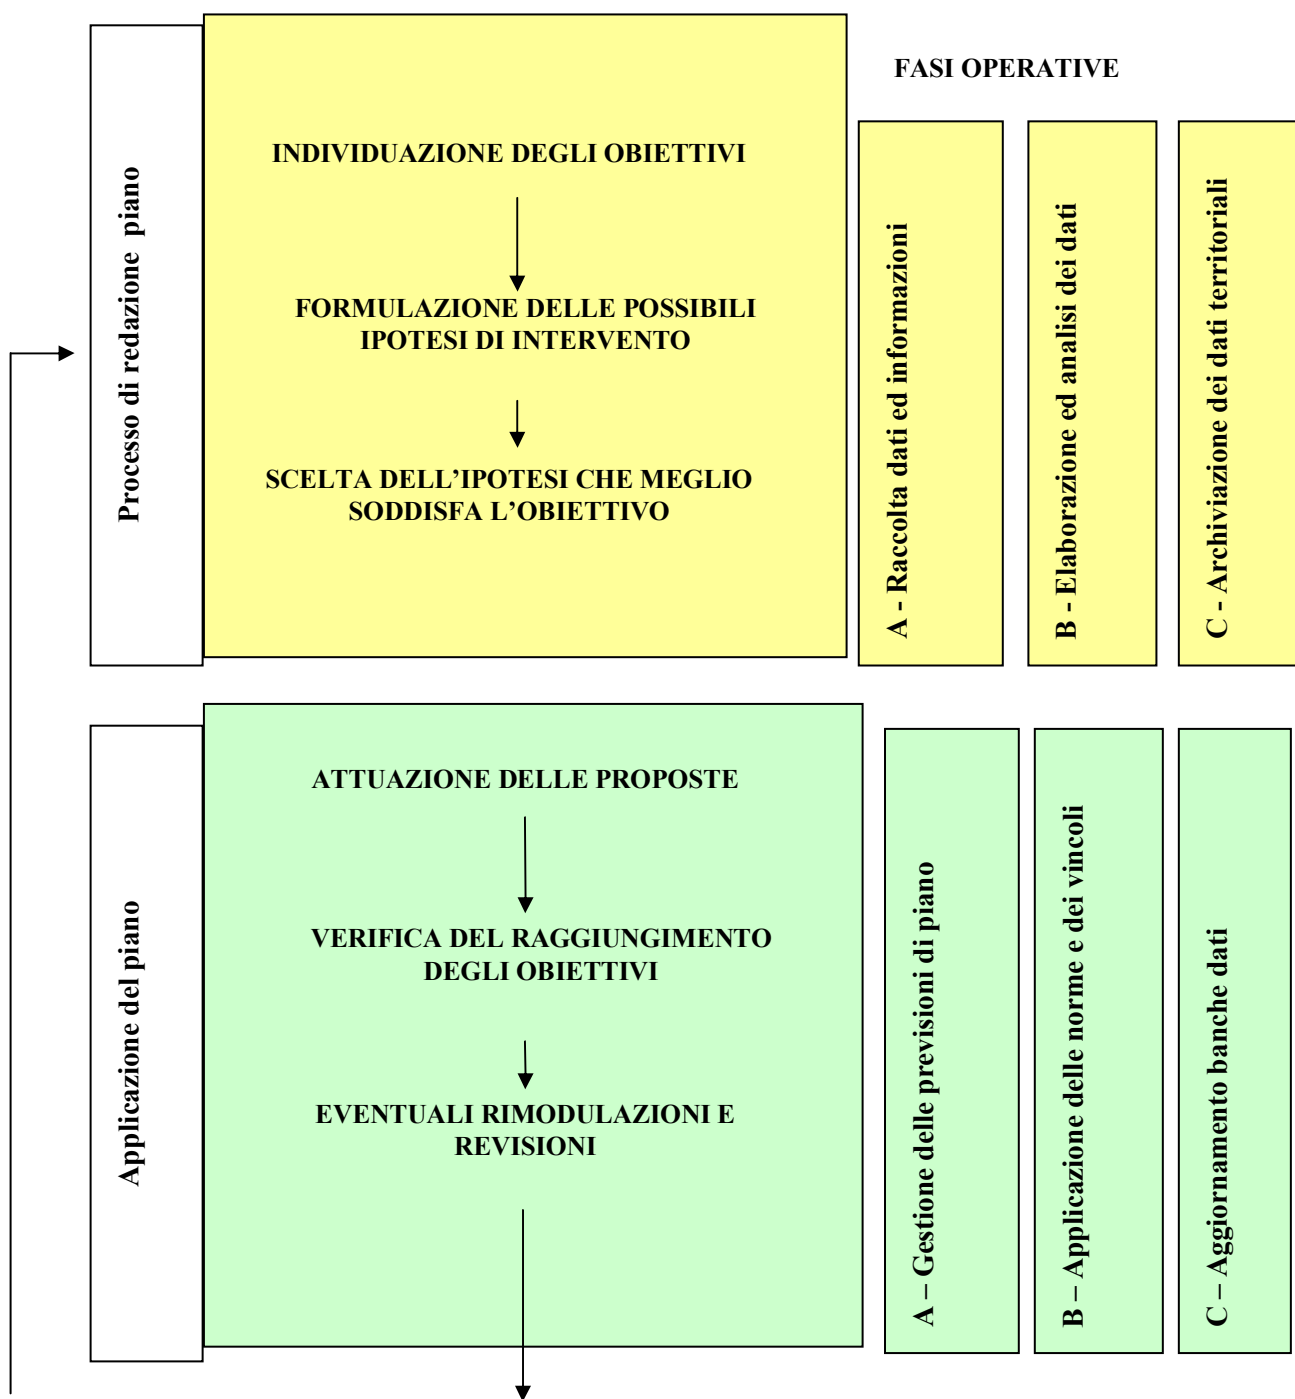 FASI OPERATIVE
Processo di redazione  piano
INDIVIDUAZIONE DEGLI OBIETTIVI
FORMULAZIONE DELLE POSSIBILI
IPOTESI DI INTERVENTO
SCELTA DELL’IPOTESI CHE MEGLIO
SODDISFA L’OBIETTIVO
A - Raccolta dati ed informazioni
B - Elaborazione ed analisi dei dati
C - Archiviazione dei dati territoriali
Applicazione del piano
ATTUAZIONE DELLE PROPOSTE
VERIFICA DEL RAGGIUNGIMENTO
DEGLI OBIETTIVI
EVENTUALI RIMODULAZIONI E
REVISIONI
A – Gestione delle previsioni di piano
B – Applicazione delle norme e dei vincoli
C – Aggiornamento banche dati